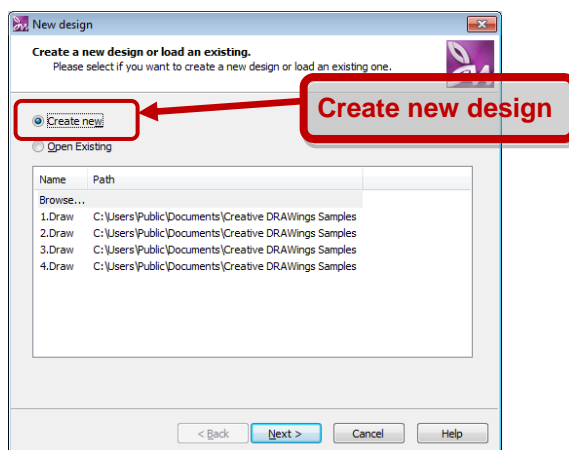 New design
Create a new design or load an existing.
Please select if you want to create a new design or load an existing one.
Create new design
Create new
Open Existing
Name Path
Browse...
1.Draw C:\Users\Public\Documents\Creative DRAWings Samples
2.Draw C:\Users\Public\Documents\Creative DRAWings Samples
3.Draw C:\Users\Public\Documents\Creative DRAWings Samples
4.Draw C:\Users\Public\Documents\Creative DRAWings Samples
< Back Next > Cancel Help